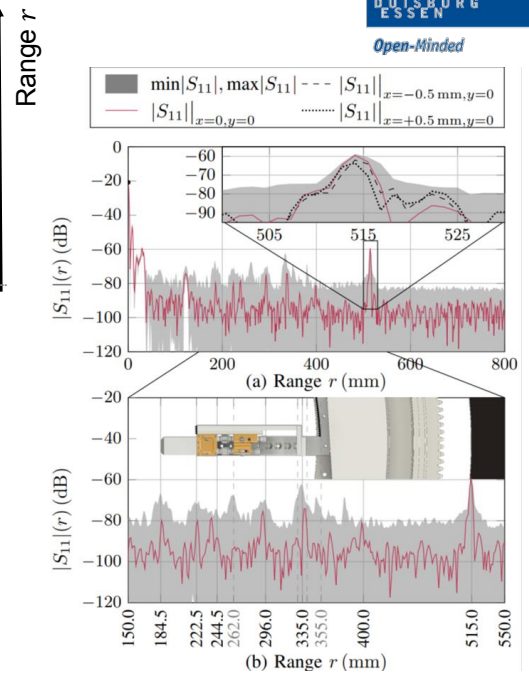 DUISBURG
ESSEN
Open-Minded
Range r
min|S11|, max|S11| |S11||x=−0.5 mm,y=0
|S11||x=0,y=0 |S11||x=+0.5 mm,y=0
0
−20
−40
−60
−80
−100
−120
|S11|(r) (dB)
−60
−70
−80
−90
505 515 525
0 200 400 600 800
(a) Range r (mm)
−20
−40
−60
−80
−100
−120
|S11|(r) (dB)
150.0 184.5 222.5 244.5 262.0 296.0 335.0 355.0 400.0 515.0 550.0
(b) Range r (mm)